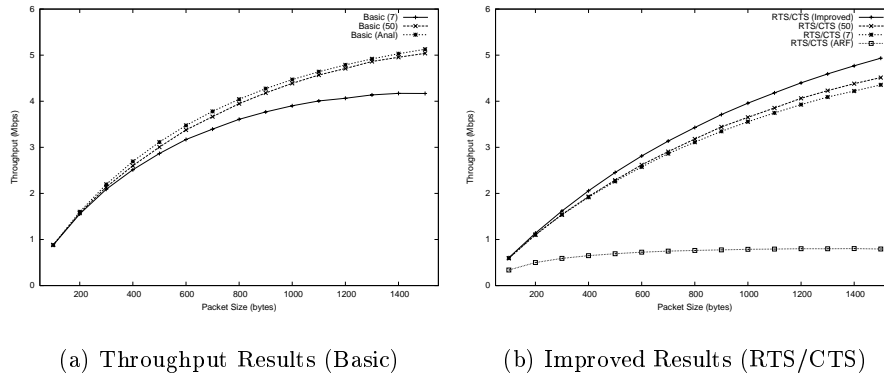 6
5
4
3
2
1
0
Throughput (Mbps)
200 400 600 800 1000 1200 1400
Packet Size (bytes)
Basic (7)
Basic (50)
Basic (Anal)
(a) Throughput Results (Basic)
6
5
4
3
2
1
0
Throughput (Mbps)
200 400 600 800 1000 1200 1400
Packet Size (bytes)
RTS/CTS (Improved)
RTS/CTS (50)
RTS/CTS (7)
RTS/CTS (ARF)
(b) Improved Results (RTS/CTS)